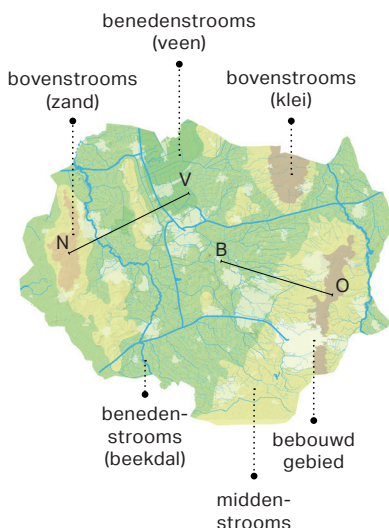 benedenstrooms
(veen)
bovenstrooms
(zand)
bovenstrooms
(klei)
V
N
B
O
beneden-
strooms
(beekdal)
bebouwd
gebied
midden-
strooms